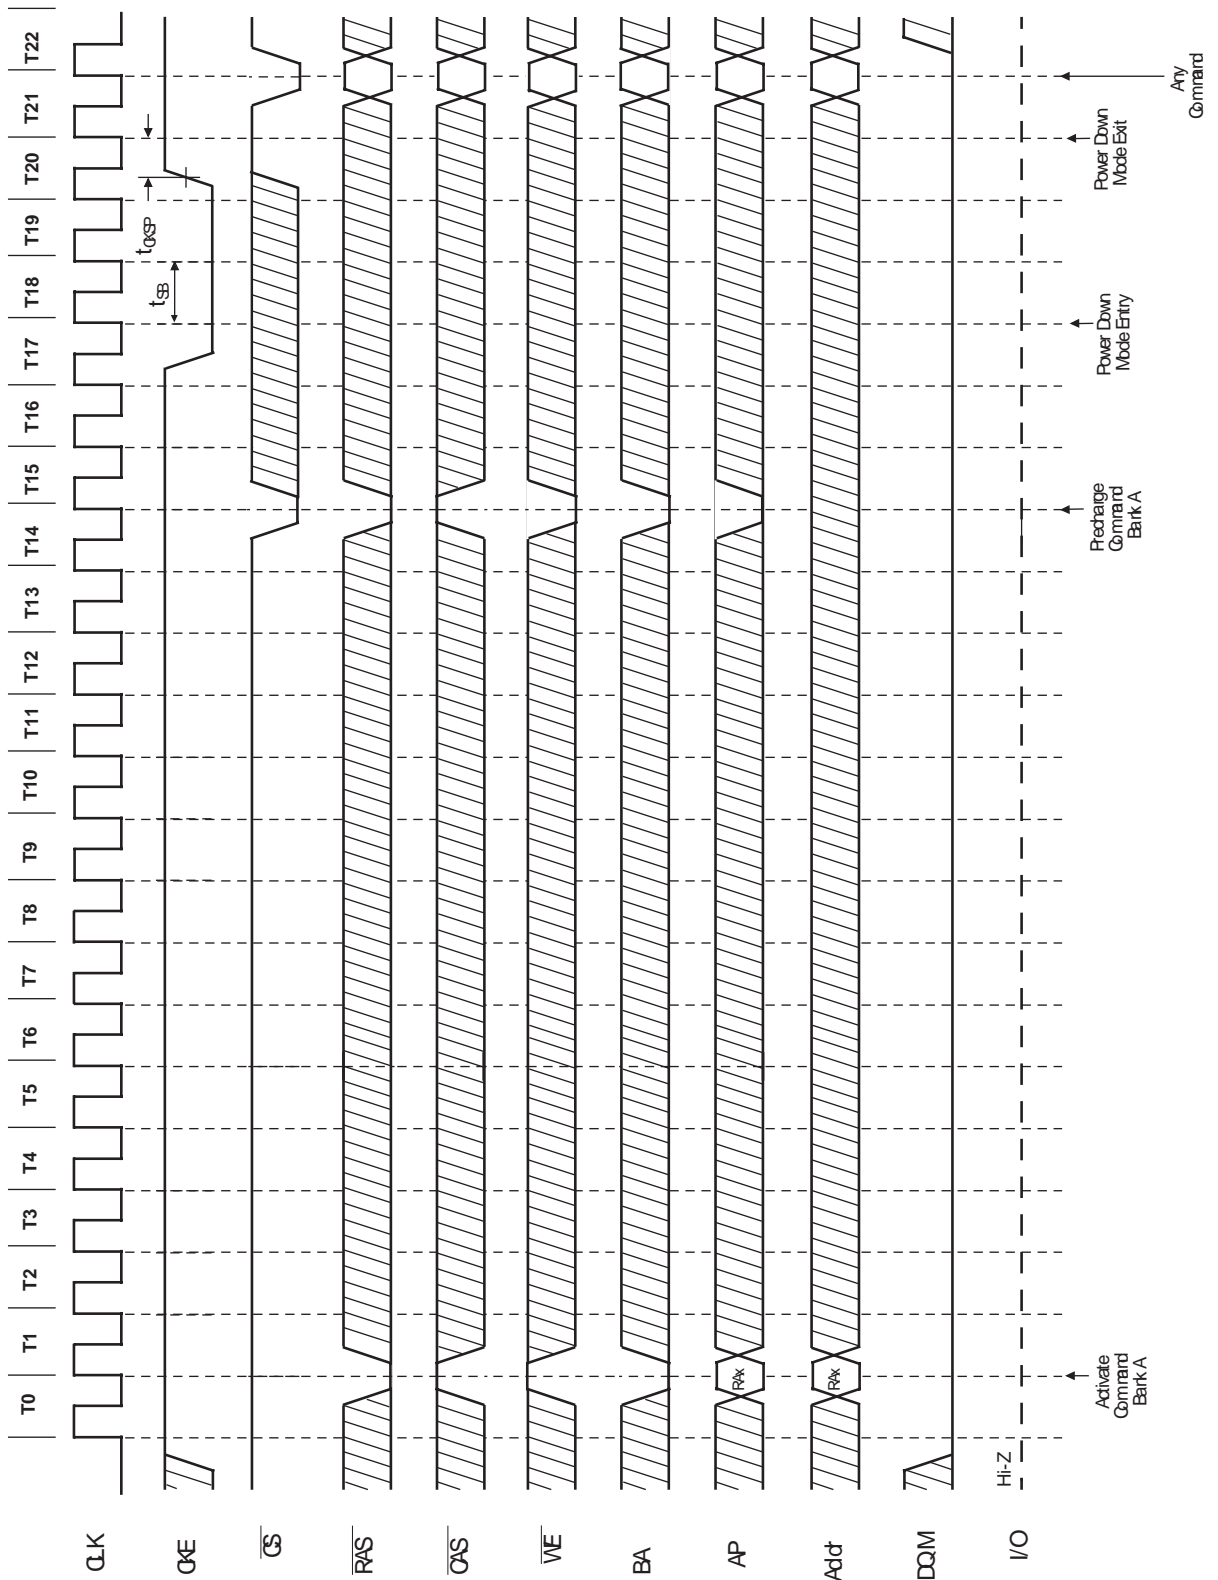 T0 T1 T2 T3 T4 T5 T6 T7 T8 T9 T10 T11 T12 T13 T14 T15 T16 T17 T18 T19 T20 T21 T22
CLK
CKE
tSB
tCKSP
CS
RAS
CAS
WE
BA
AP
RAx
Addr
RAx
DQM
I/O
Hi-Z
Activate
Command
Bank A
Precharge
Command
Bank A
Power Down
Mode Entry
Power Down
Mode Exit
Any
Command